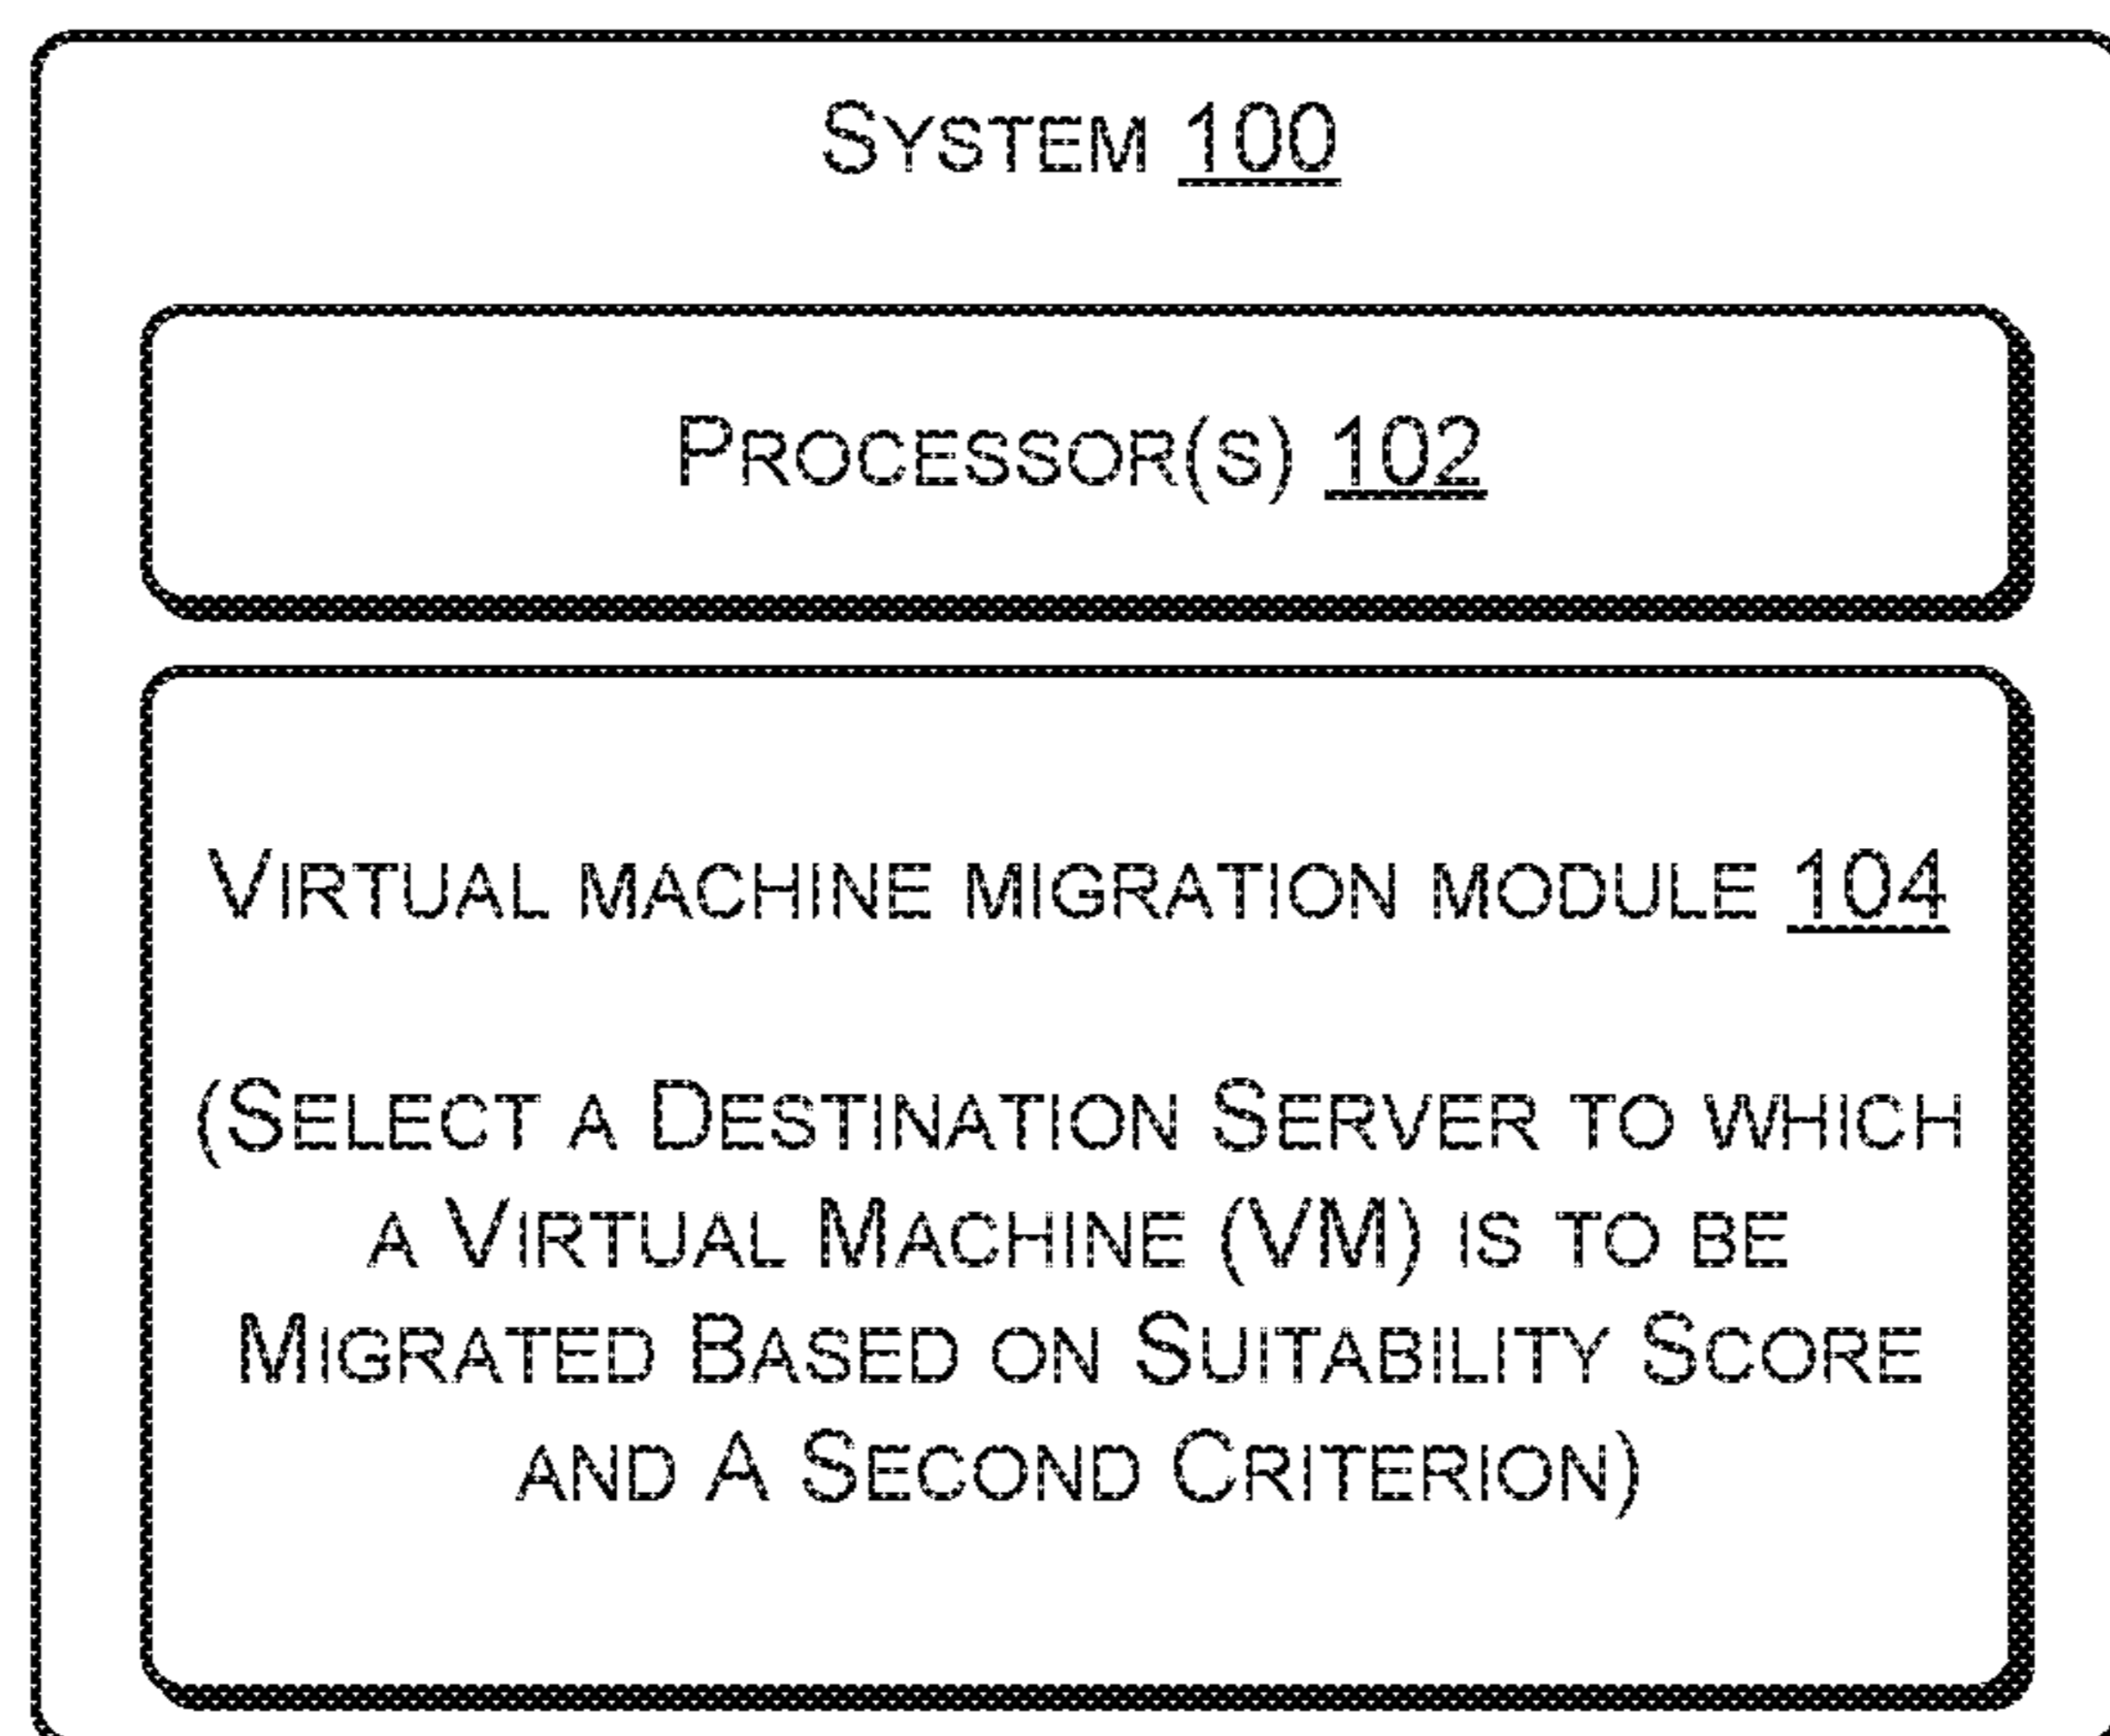 SYSTEM 100
PROCESSOR(S) 102
VIRTUAL MACHINE MIGRATION MODULE 104
(SELECT A DESTINATION SERVER TO WHICH
A VIRTUAL MACHINE (VM) IS TO BE
MIGRATED BASED ON SUITABILITY SCORE
AND A SECOND CRITERION)